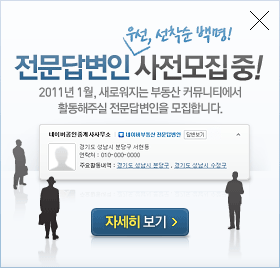 우선, 선착순 백명!
전문답변인 사전모집 중!
2011년 1월, 새로워지는 부동산 커뮤니티에서
활동해주실 전문답변인을 모집합니다.
네이버공인중개사사무소 네이버부동산 전문답변인 답변보기
경기도 성남시 분당구 서현동
연락처 : 010-000-0000
주요활동내역 : 경기도 성남시 분당구, 경기도 성남시 수정구
자세히 보기 >